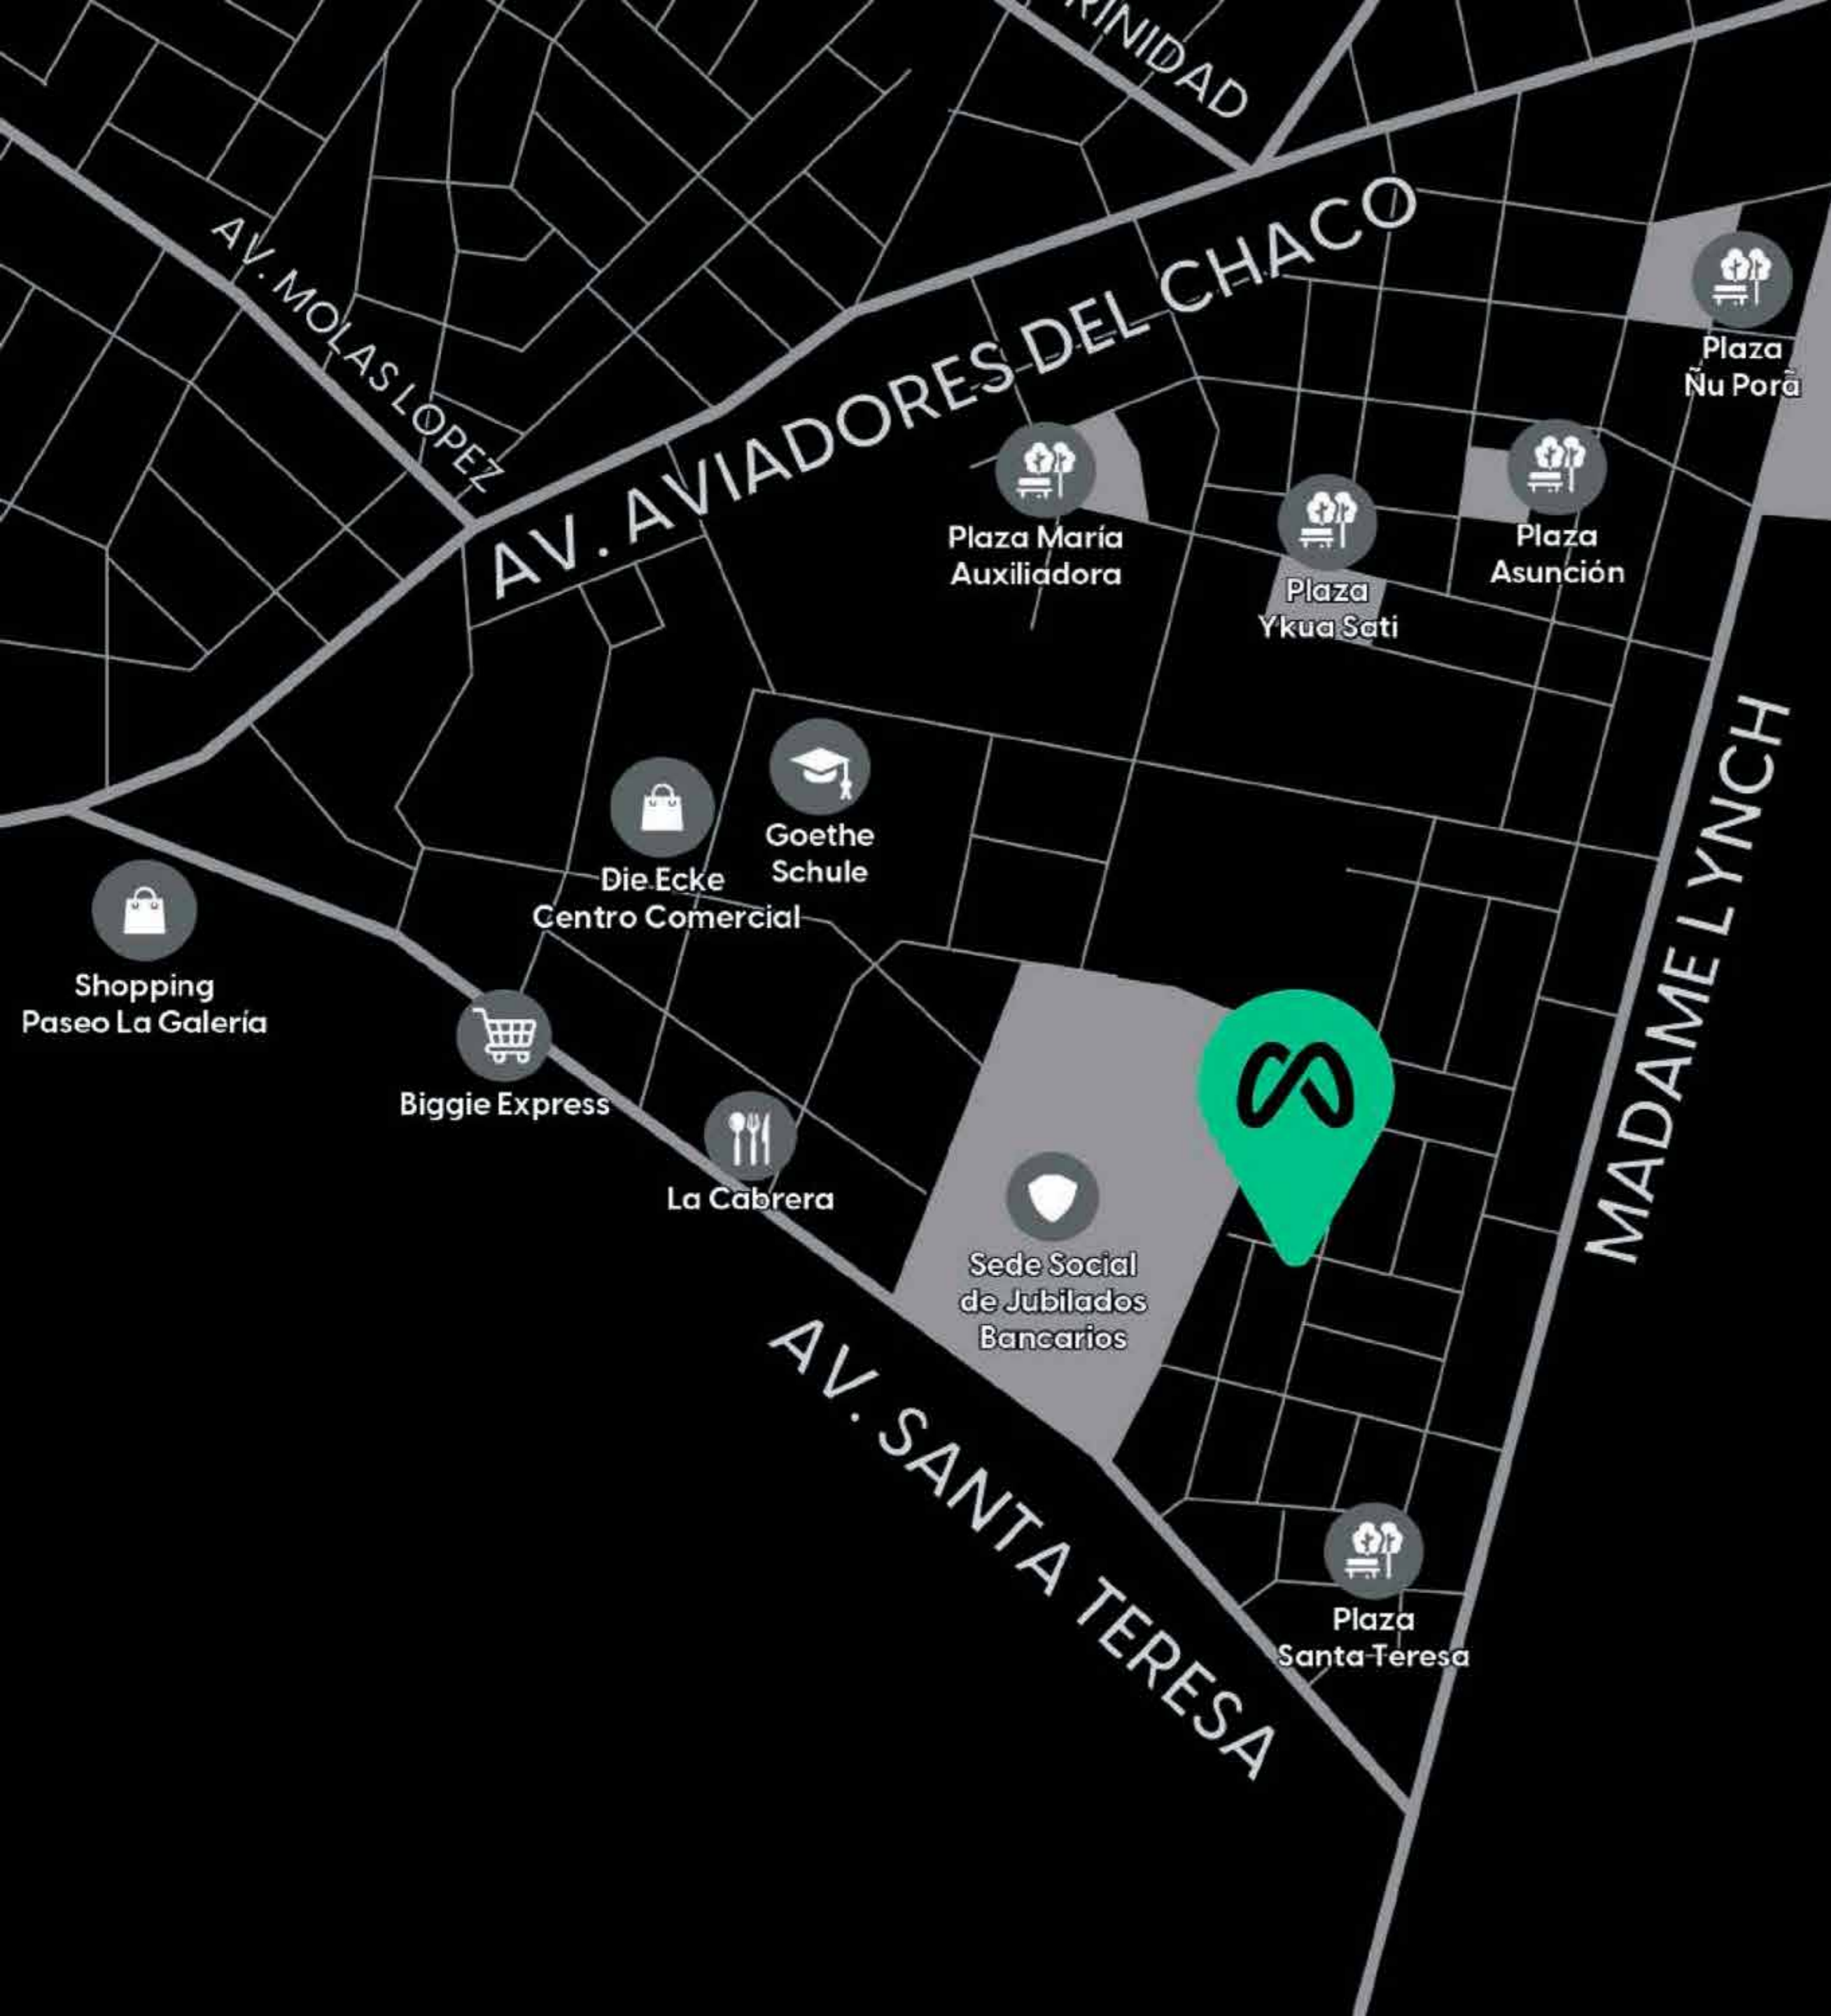 RINIDAD
AV. MOLAS LOPEZ
AV. AVIADORES DEL CHACO
Plaza
Ñu Porã
Plaza María
Auxiliadora
Plaza
Ykua Sati
Plaza
Asunción
MADAME LYNCH
Goethe
Schule
Die Ecke
Centro Comercial
Shopping
Paseo La Galería
Biggie Express
La Cabrera
Sede Social
de Jubilados
Bancarios
AV. SANTA TERESA
Plaza
Santa Teresa